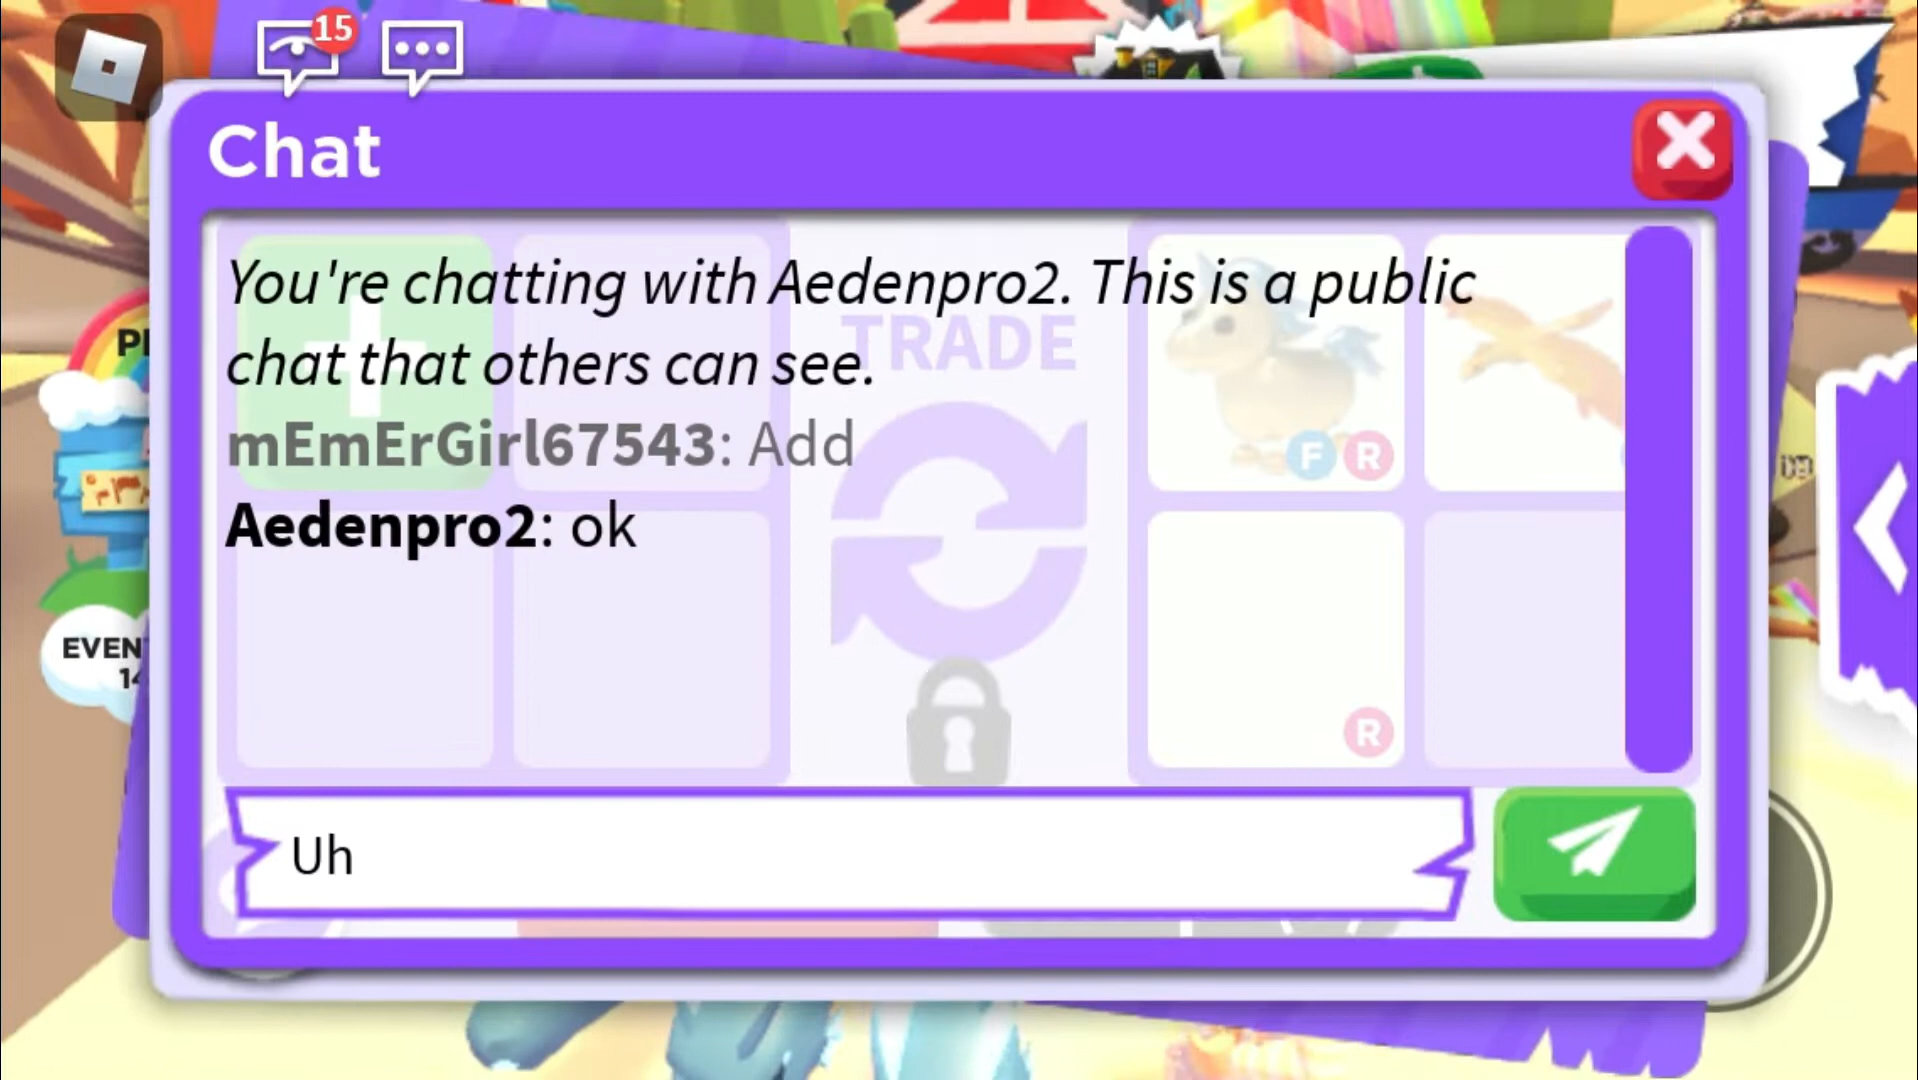 15
Chat
You're chatting with Aedenpro2. This is a public
chat that others can see.
TRADE
mEmErGirl67543: Add
F R
Aedenpro2: ok
EVEN
14
R
Uh